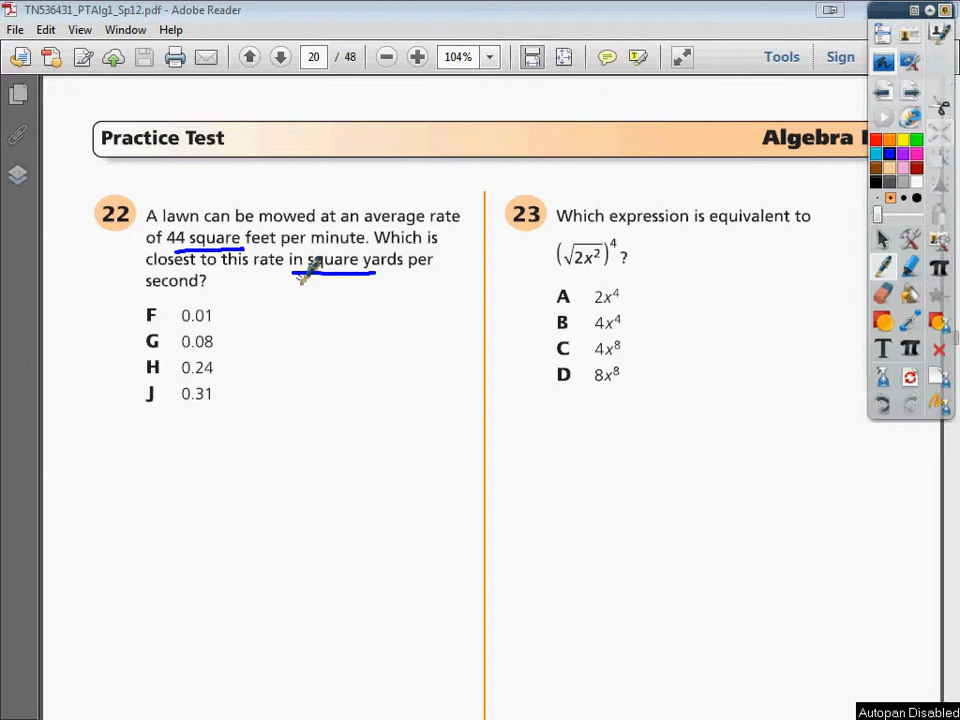 TN536431_PTAlg1_Sp12.pdf - Adobe Reader
File Edit View Window Help
20 / 48 104% Tools Sign
Practice Test
Algebra I
22 A lawn can be mowed at an average rate
of 44 square feet per minute. Which is
closest to this rate in square yards per
second?
F 0.01
G 0.08
H 0.24
J 0.31
23 Which expression is equivalent to
(√2x²)⁴ ?
A 2x⁴
B 4x⁴
C 4x⁸
D 8x⁸
T π
Autopan Disabled